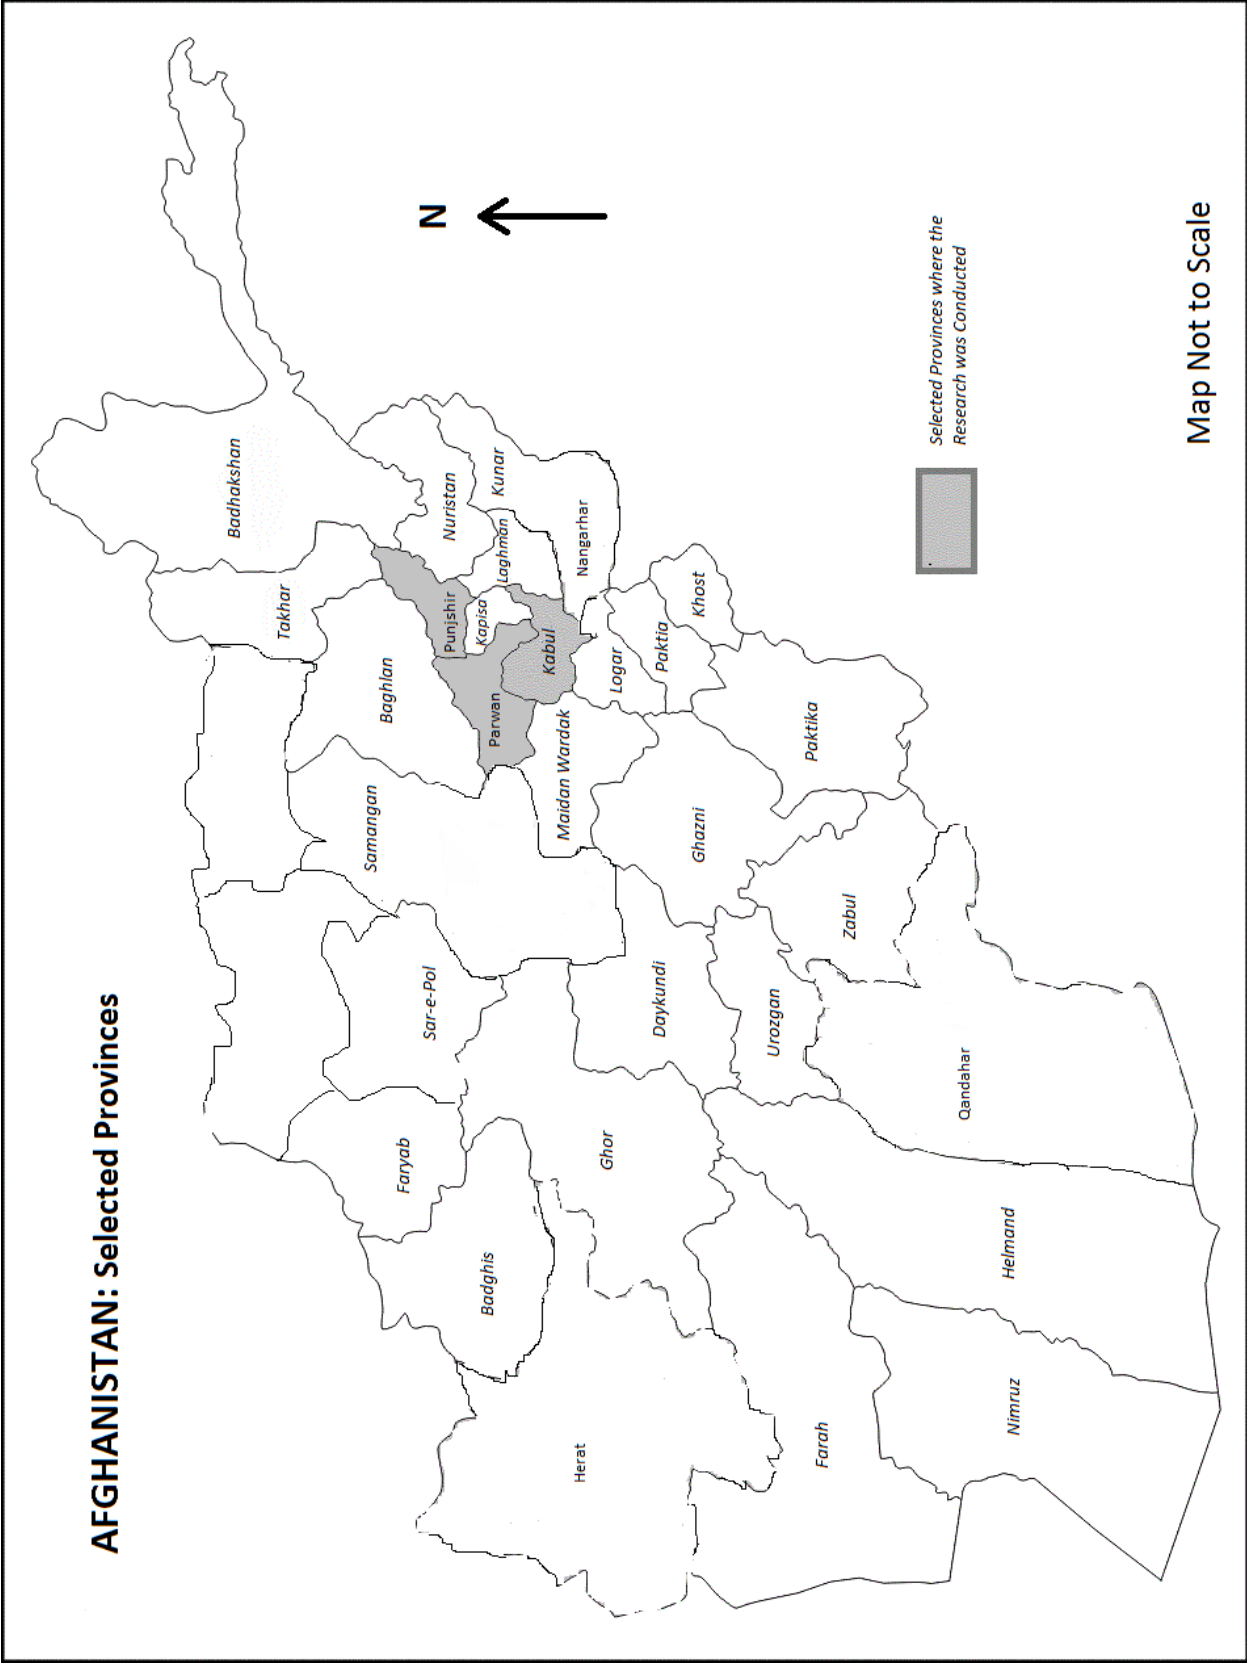 AFGHANISTAN: Selected Provinces
N
Badhakshan
Takhar
Nuristan
Kunar
Laghman
Nangarhar
Punjshir
Kapisa
Kabul
Parwan
Baghlan
Samangan
Khost
Paktia
Logar
Maidan Wardak
Paktika
Ghazni
Zabul
Sar-e-Pol
Daykundi
Urozgan
Qandahar
Faryab
Ghor
Badghis
Helmand
Herat
Farah
Nimruz
Selected Provinces where the
Research was Conducted
Map Not to Scale